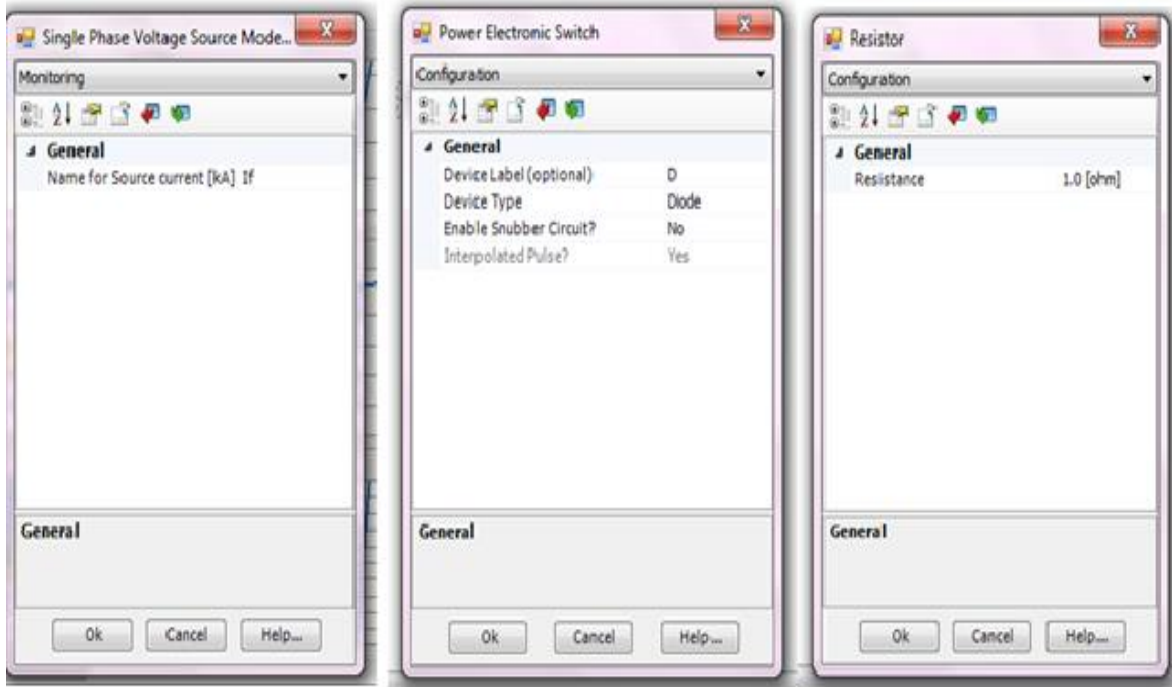 Single Phase Voltage Source Mode...
Monitoring
General
Name for Source current [kA] If
General
Ok Cancel Help...
Power Electronic Switch
Configuration
General
Device Label (optional) D
Device Type Diode
Enable Snubber Circuit? No
Interpolated Pulse? Yes
General
Ok Cancel Help...
Resistor
Configuration
General
Resistance 1.0 [ohm]
General
Ok Cancel Help...